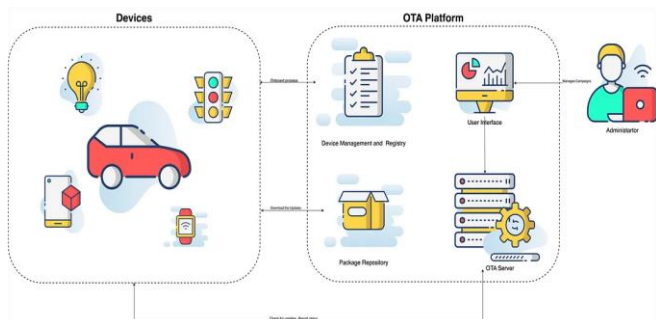 Devices
OTA Platform
Onboard process
Manage Campaigns
Device Management and Registry
User Interface
Administartor
Download the Updates
Package Repository
OTA Server